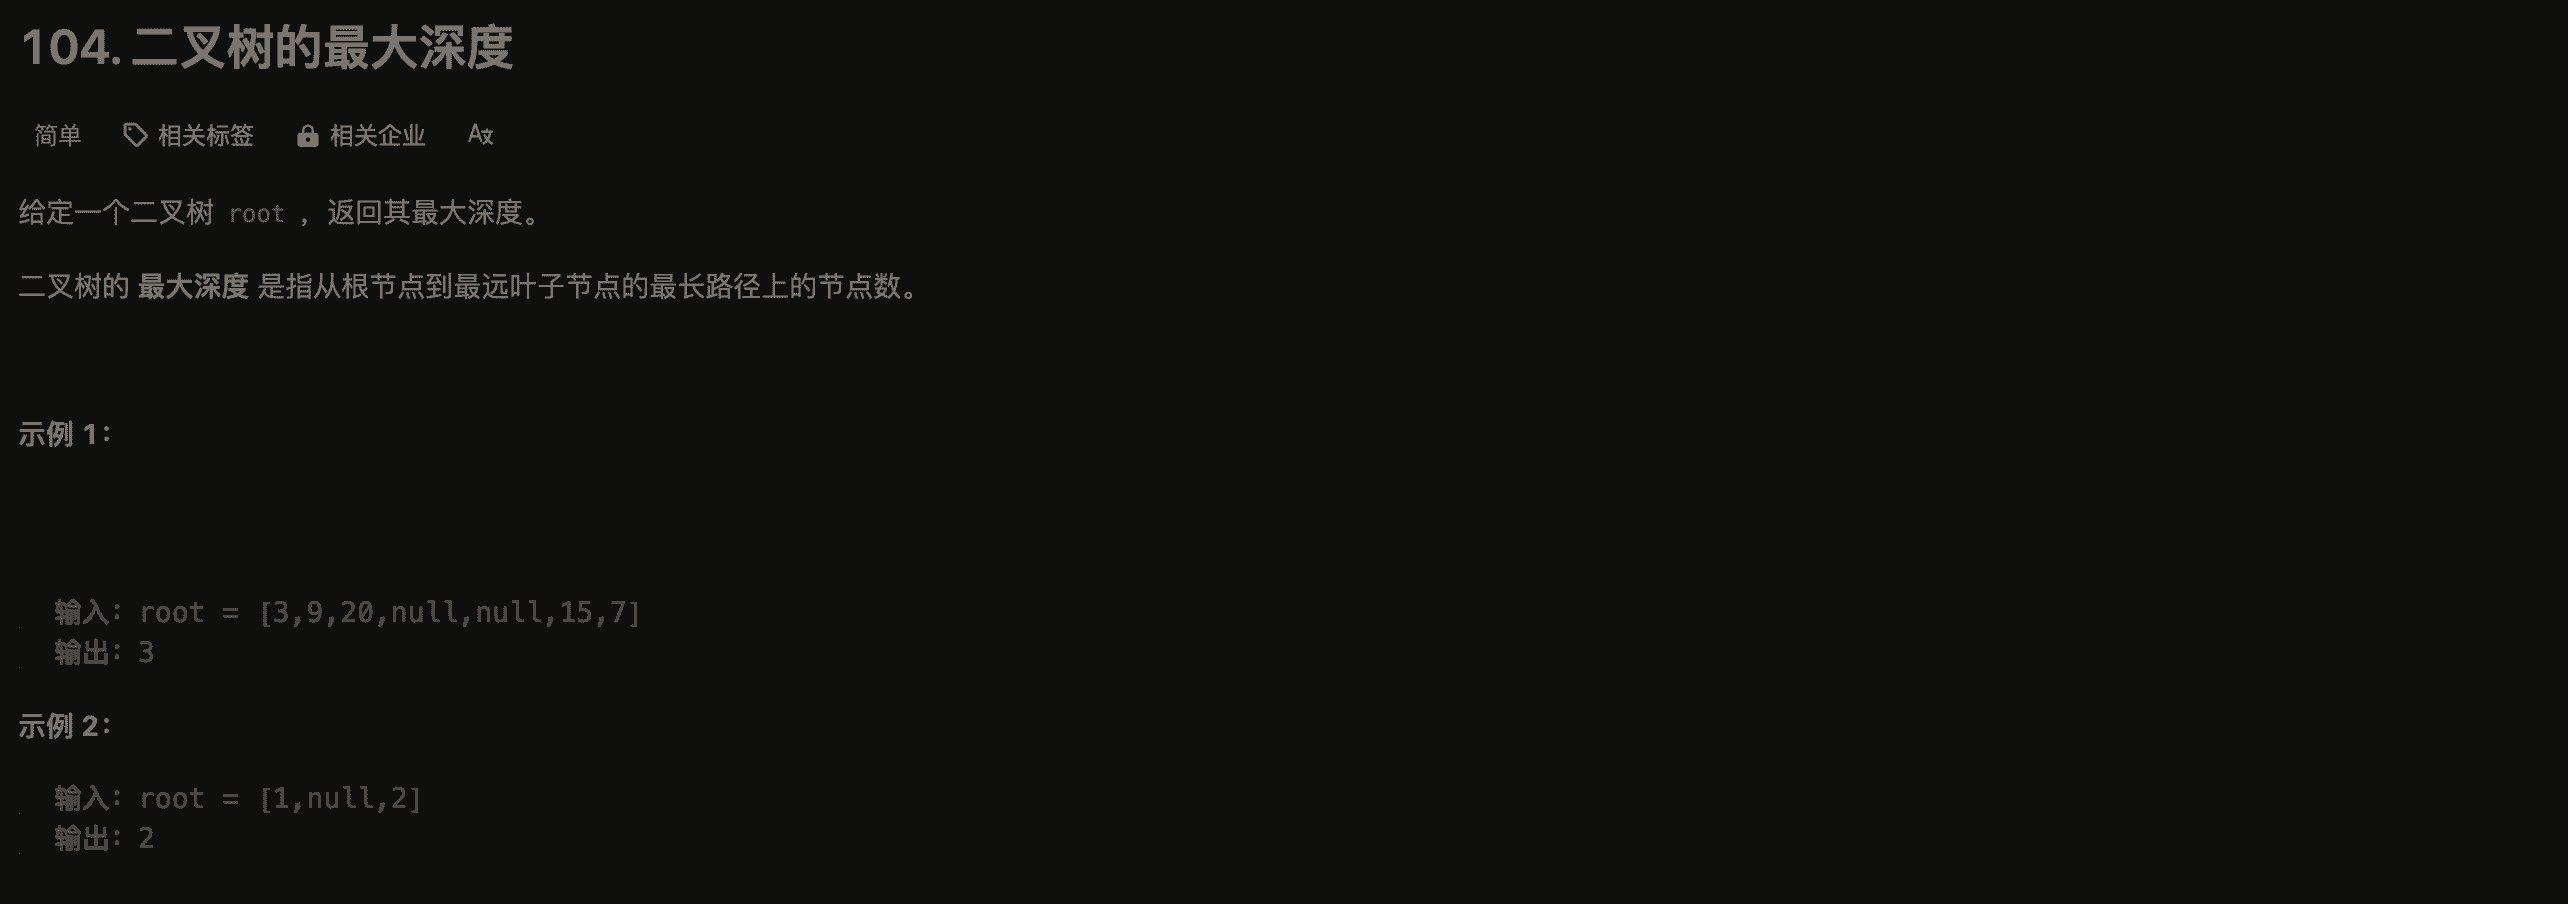 104. 二叉树的最大深度
简单 相关标签 相关企业
给定一个二叉树 root ，返回其最大深度。
二叉树的 最大深度 是指从根节点到最远叶子节点的最长路径上的节点数。
示例 1：
输入：root = [3,9,20,null,null,15,7]
输出：3
示例 2：
输入：root = [1,null,2]
输出：2